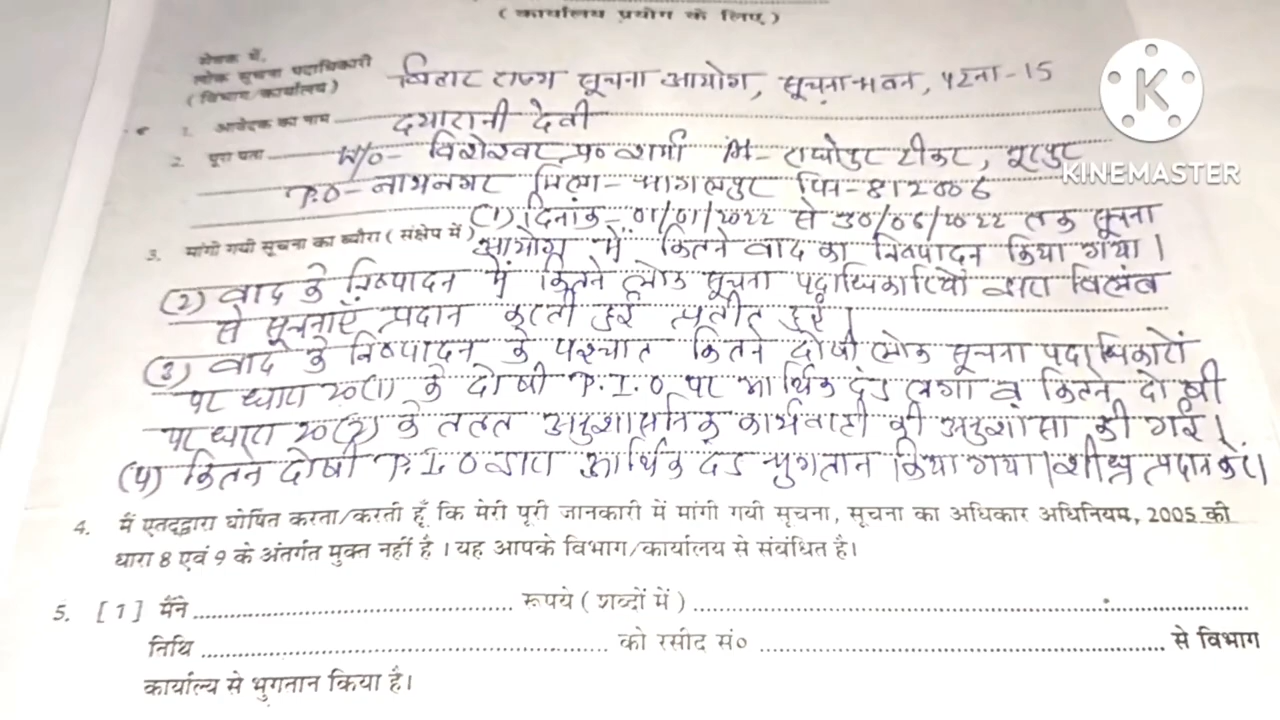 ( कार्यालय प्रयोग के लिए )
सेवा में,
लोक सूचना पदाधिकारी
(विभाग/कार्यालय) बिहार राज्य सूचना आयोग, सूचना भवन, पटना-15
1. आवेदक का नाम दयारानी देवी
2. पूरा पता W/o- विशेश्वर प्र० शर्मा राघोपुर टीकर,
P.O- नाथनगर जिला- भागलपुर पिन- 812006
(1) दिनांक- 01/01/2022 से 30/06/2022 तक सूचना
3. मांगी गयी सूचना का ब्यौरा ( संक्षेप में ) आयोग में कितने वाद का निष्पादन किया गया।
(2) वाद के निष्पादन में कितने लोक सूचना पदाधिकारियों द्वारा विलंब
से सूचनाएँ प्रदान करती हुई प्रतीत हुई।
(3) वाद के निष्पादन के पश्चात कितने दोषी लोक सूचना पदाधिकारों
पर धारा 20(1) के दोषी P.I.O पर आर्थिक दंड लगा व कितने दोषी
पर धारा 20(2) के तहत अनुशासनिक कार्यवाही की अनुशंसा की गई।
(4) कितने दोषी P.I.O द्वारा आर्थिक दंड भुगतान किया गया। शीघ्र प्रदान करें।
4. मैं एतद्द्वारा घोषित करता/करती हूँ कि मेरी पूरी जानकारी में मांगी गयी सूचना, सूचना का अधिकार अधिनियम, 2005 की
धारा 8 एवं 9 के अंतर्गत मुक्त नहीं है। यह आपके विभाग/कार्यालय से संबंधित है।
5. [1] मैंने ........ रूपये ( शब्दों में ) ........
तिथि ........ को रसीद सं० ........ से विभाग
कार्याल्य से भुगतान किया है।
K
KINEMASTER